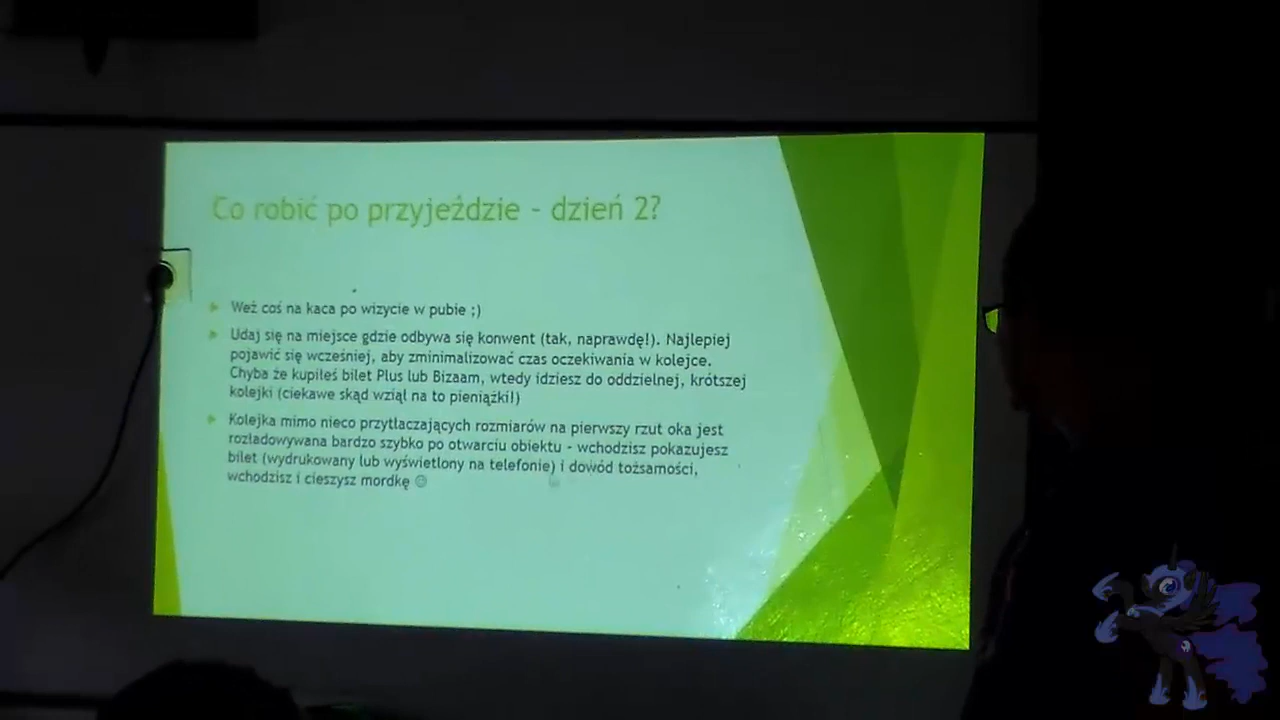 Co robić po przyjeździe - dzień 2?
Weź coś na kaca po wizycie w pubie ;)
Udaj się na miejsce gdzie odbywa się konwent (tak, naprawdę!). Najlepiej
pojawić się wcześniej, aby zminimalizować czas oczekiwania w kolejce.
Chyba że kupiłeś bilet Plus lub Bizaam, wtedy idziesz do oddzielnej, krótszej
kolejki (ciekawe skąd wziął na to pieniążki!)
Kolejka mimo nieco przytłaczających rozmiarów na pierwszy rzut oka jest
rozładowywana bardzo szybko po otwarciu obiektu - wchodzisz pokazujesz
bilet (wydrukowany lub wyświetlony na telefonie) i dowód tożsamości,
wchodzisz i cieszysz mordkę ☺